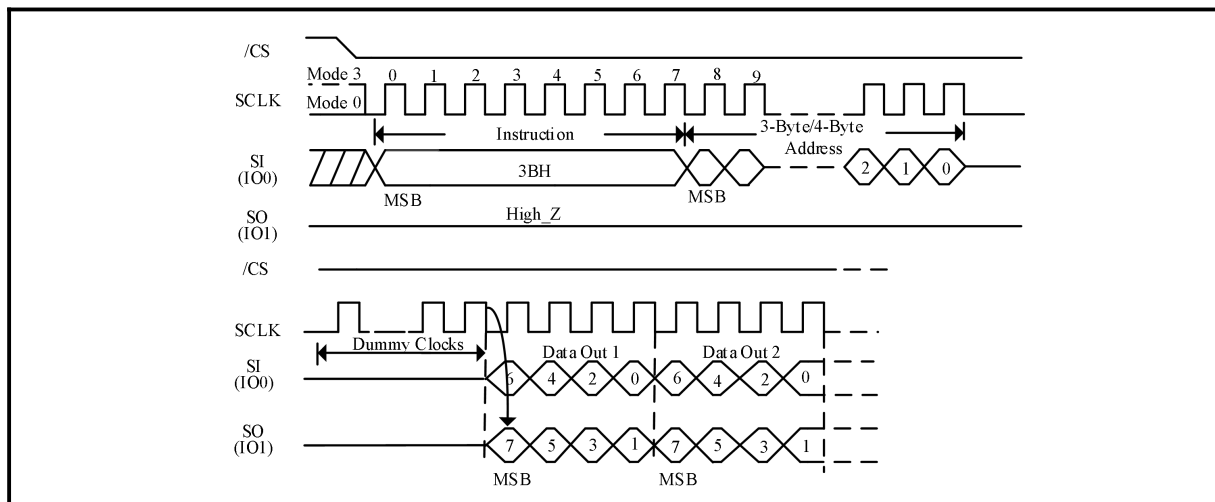 /CS
Mode 3 0 1 2 3 4 5 6 7 8 9
SCLK Mode 0
Instruction 3-Byte/4-Byte
Address
SI
(IO0)
3BH 2 1 0
MSB MSB
SO
(IO1)
High_Z
/CS
SCLK
Dummy Clocks Data Out 1 Data Out 2
SI
(IO0)
6 4 2 0 6 4 2 0
SO
(IO1)
7 5 3 1 7 5 3 1
MSB MSB